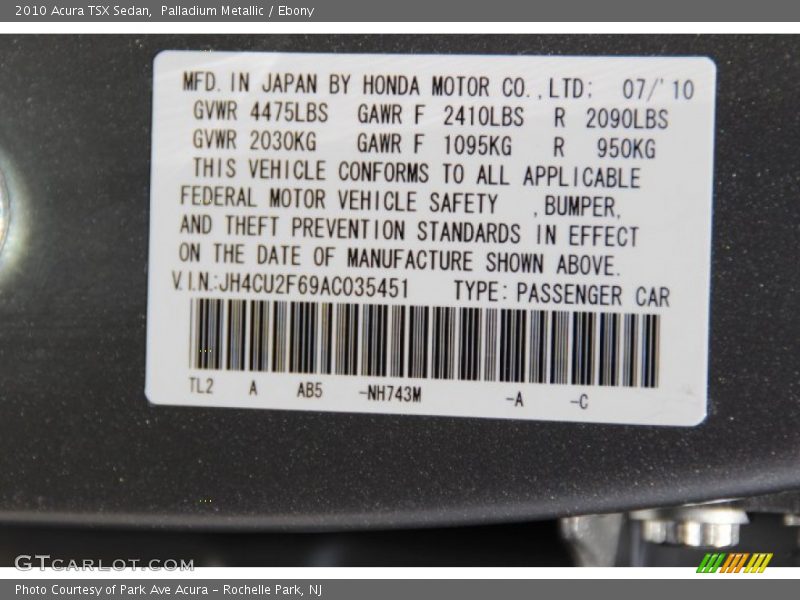 2010 Acura TSX Sedan,  Palladium Metallic / Ebony
MFD. IN JAPAN BY HONDA MOTOR CO.,LTD: 07/'10
GVWR 4475LBS GAWR F 2410LBS R 2090LBS
GVWR 2030KG GAWR F 1095KG R 950KG
THIS VEHICLE CONFORMS TO ALL APPLICABLE
FEDERAL MOTOR VEHICLE SAFETY ,BUMPER,
AND THEFT PREVENTION STANDARDS IN EFFECT
ON THE DATE OF MANUFACTURE SHOWN ABOVE.
V.I.N.:JH4CU2F69AC035451 TYPE: PASSENGER CAR
TL2 A AB5 -NH743M -A -C
GTCARLOT.COM
Photo Courtesy of Park Ave Acura - Rochelle Park, NJ